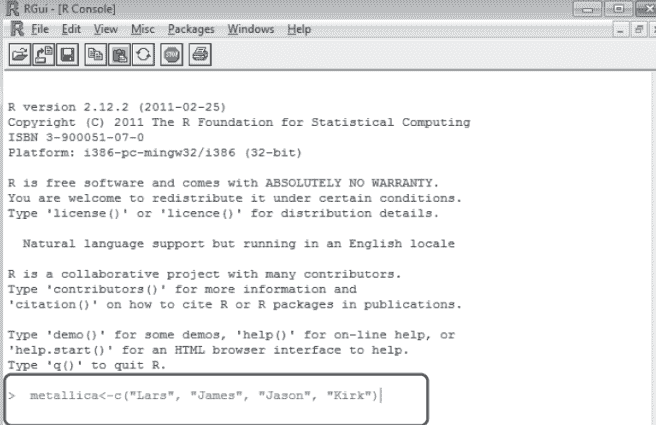 RGui - [R Console]
File Edit View Misc Packages Windows Help
R version 2.12.2 (2011-02-25)
Copyright (C) 2011 The R Foundation for Statistical Computing
ISBN 3-900051-07-0
Platform: i386-pc-mingw32/i386 (32-bit)
R is free software and comes with ABSOLUTELY NO WARRANTY.
You are welcome to redistribute it under certain conditions.
Type 'license()' or 'licence()' for distribution details.
Natural language support but running in an English locale
R is a collaborative project with many contributors.
Type 'contributors()' for more information and
'citation()' on how to cite R or R packages in publications.
Type 'demo()' for some demos, 'help()' for on-line help, or
'help.start()' for an HTML browser interface to help.
Type 'q()' to quit R.
> metallica<-c("Lars", "James", "Jason", "Kirk")